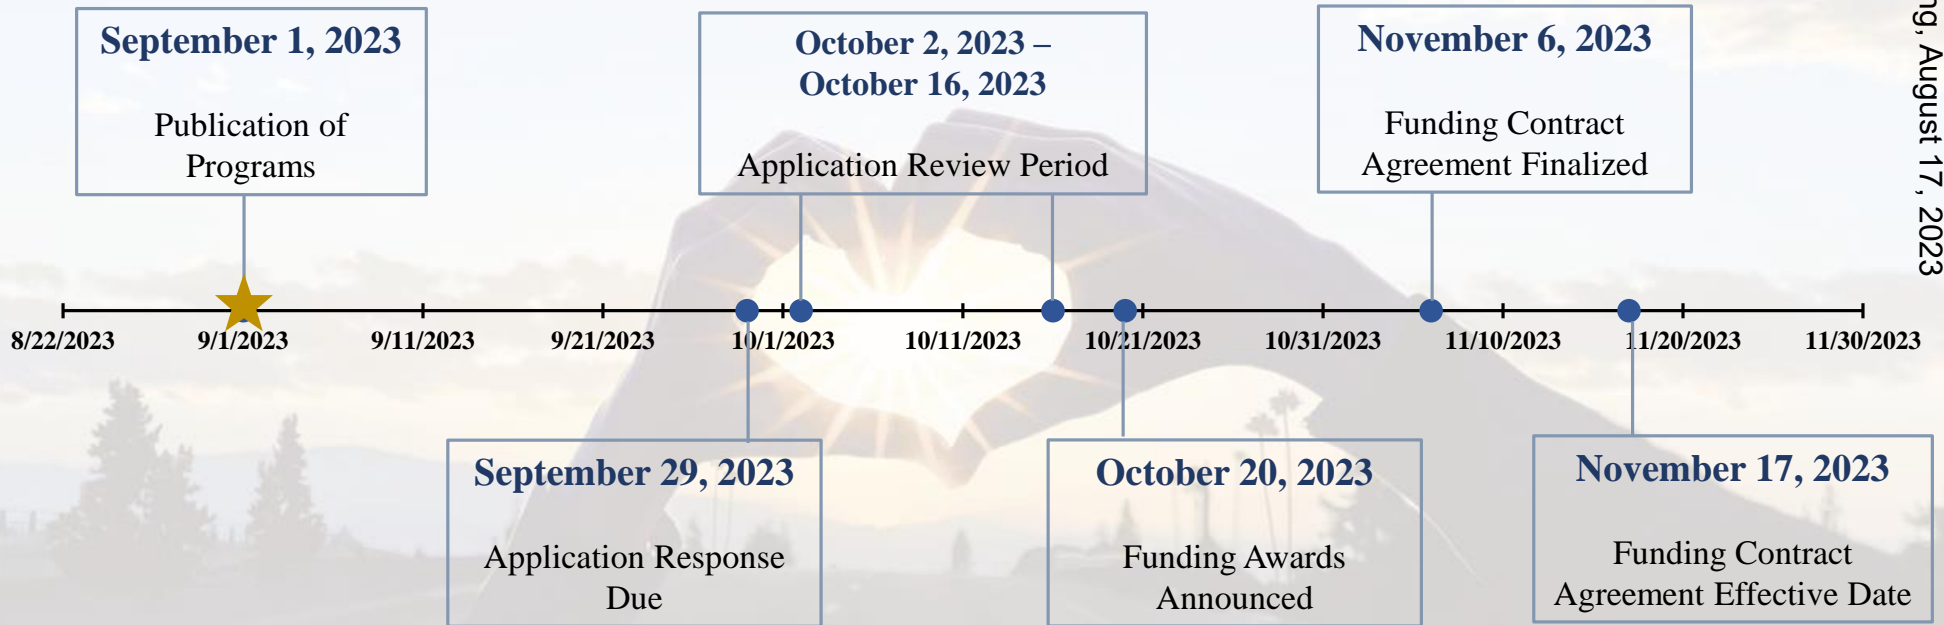 September 1, 2023
Publication of
Programs
October 2, 2023 –
October 16, 2023
Application Review Period
November 6, 2023
Funding Contract
Agreement Finalized
August 17, 2023
8/22/2023
9/1/2023
9/11/2023
9/21/2023
10/1/2023
10/11/2023
10/21/2023
10/31/2023
11/10/2023
11/20/2023
11/30/2023
September 29, 2023
Application Response
Due
October 20, 2023
Funding Awards
Announced
November 17, 2023
Funding Contract
Agreement Effective Date